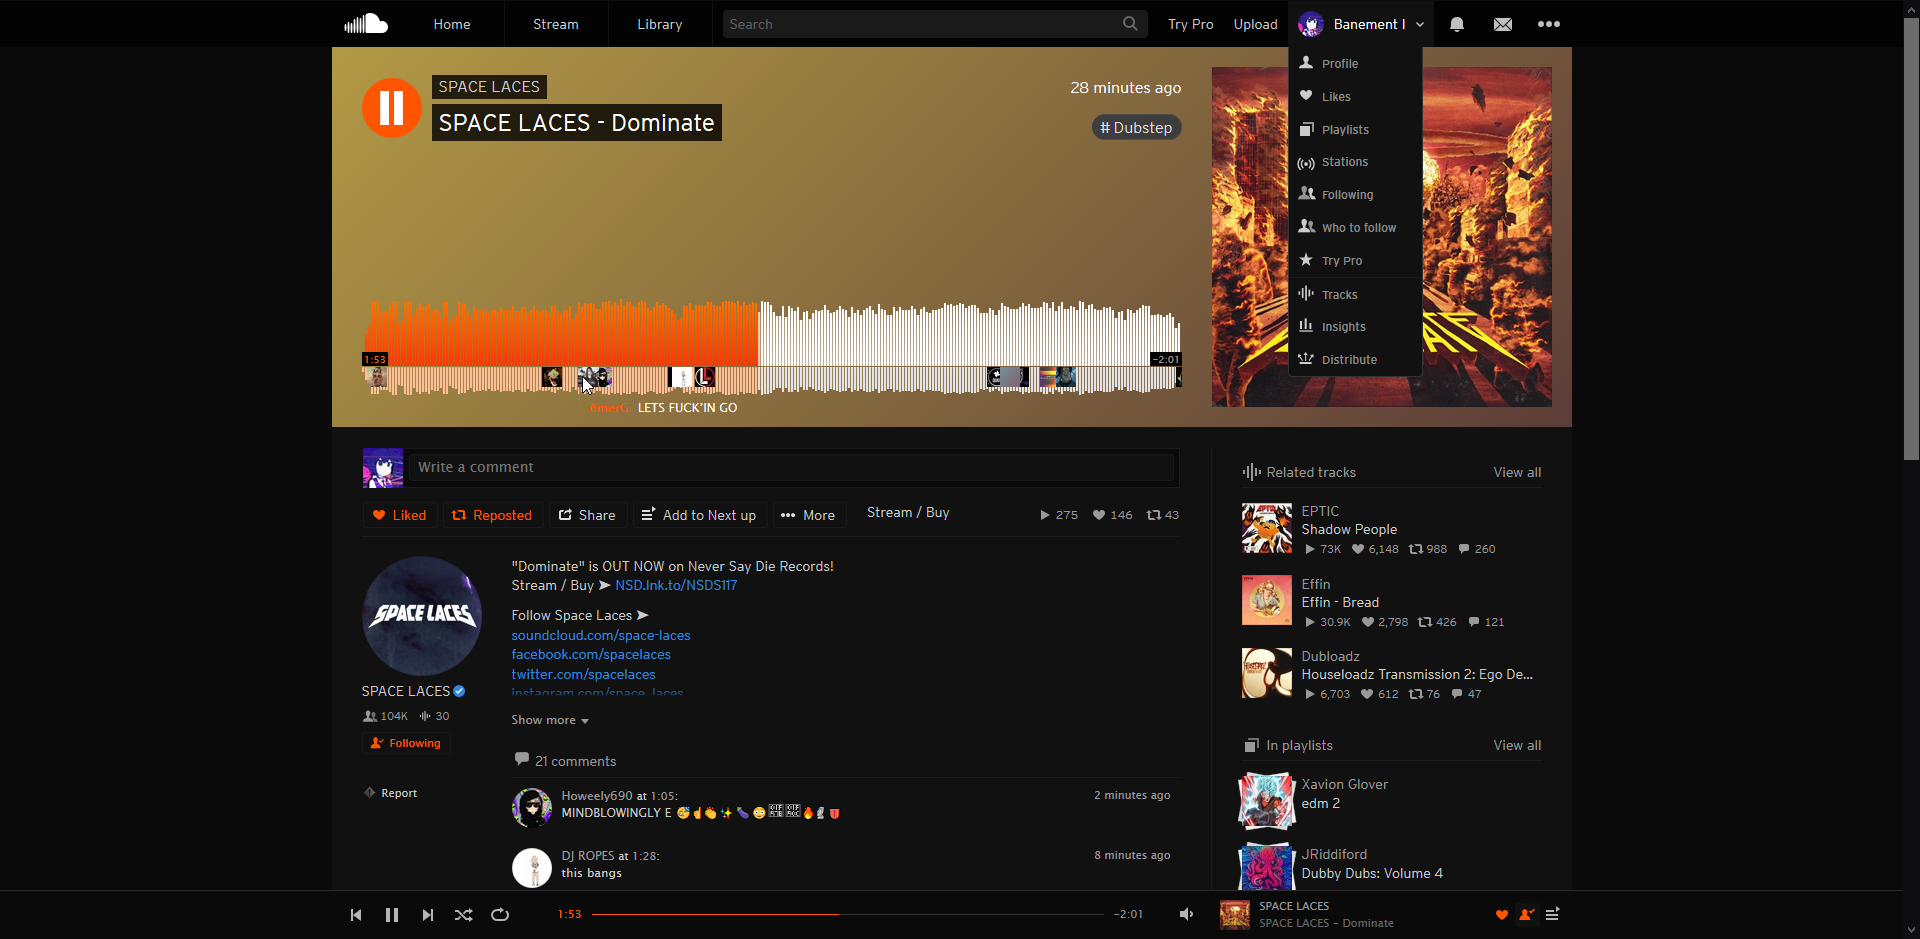 Home
Stream
Library
Search
Try Pro
Upload
Banement I
Profile
Likes
Playlists
Stations
Following
Who to follow
Try Pro
Tracks
Insights
Distribute
SPACE LACES
SPACE LACES - Dominate
28 minutes ago
# Dubstep
1:53
-2:01
LETS FUCK'IN GO
Write a comment
Liked
Reposted
Share
Add to Next up
More
Stream / Buy
275
146
43
SPACE LACES
SPACE LACES
104K
30
Following
Report
"Dominate" is OUT NOW on Never Say Die Records!
Stream / Buy ➤ NSD.lnk.to/NSDS117
Follow Space Laces ➤
soundcloud.com/space-laces
facebook.com/spacelaces
twitter.com/spacelaces
instagram.com/space_laces
Show more
21 comments
Howeely690 at 1:05:
2 minutes ago
MINDBLOWINGLY E
DJ ROPES at 1:28:
8 minutes ago
this bangs
Related tracks
View all
EPTIC
Shadow People
73K 6,148 988 260
Effin
Effin - Bread
30.9K 2,798 426 121
Dubloadz
Houseloadz Transmission 2: Ego De...
6,703 612 76 47
In playlists
View all
Xavion Glover
edm 2
JRiddiford
Dubby Dubs: Volume 4
1:53
-2:01
SPACE LACES
SPACE LACES - Dominate